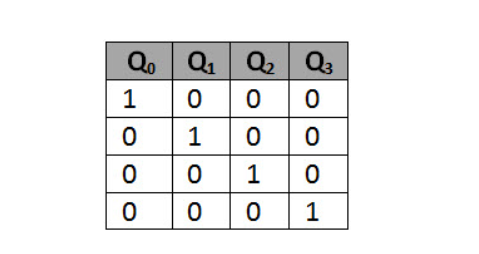 Q₀ Q₁ Q₂ Q₃
1 0 0 0
0 1 0 0
0 0 1 0
0 0 0 1